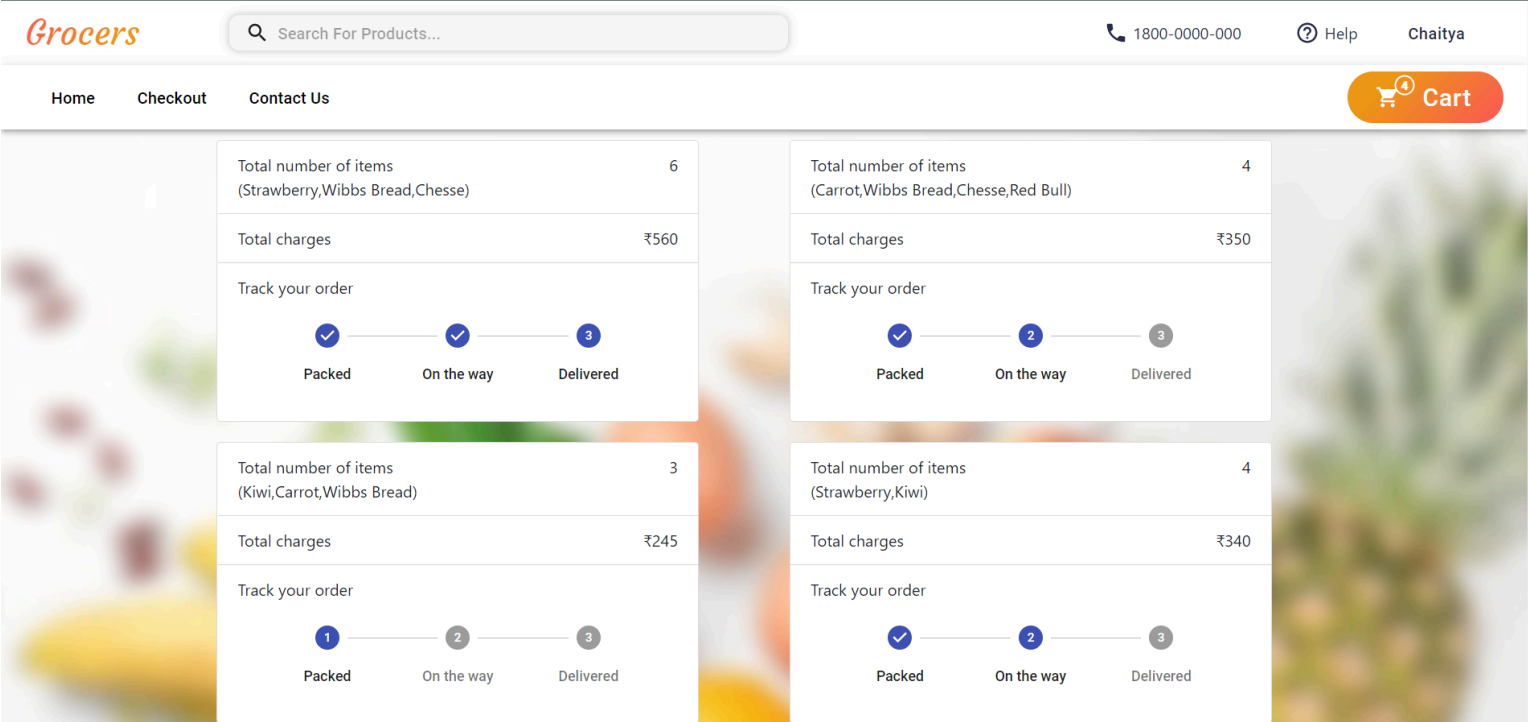 Grocers
Search For Products...
1800-0000-000
Help
Chaitya
Home
Checkout
Contact Us
4
Cart
Total number of items 6
(Strawberry,Wibbs Bread,Chesse)
Total charges ₹560
Track your order
3
Packed On the way Delivered
Total number of items 4
(Carrot,Wibbs Bread,Chesse,Red Bull)
Total charges ₹350
Track your order
2 3
Packed On the way Delivered
Total number of items 3
(Kiwi,Carrot,Wibbs Bread)
Total charges ₹245
Track your order
1 2 3
Packed On the way Delivered
Total number of items 4
(Strawberry,Kiwi)
Total charges ₹340
Track your order
2 3
Packed On the way Delivered